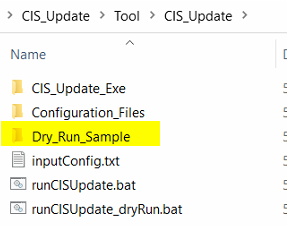 CIS_Update > Tool > CIS_Update >
Name
CIS_Update_Exe
Configuration_Files
Dry_Run_Sample
inputConfig.txt
runCISUpdate.bat
runCISUpdate_dryRun.bat